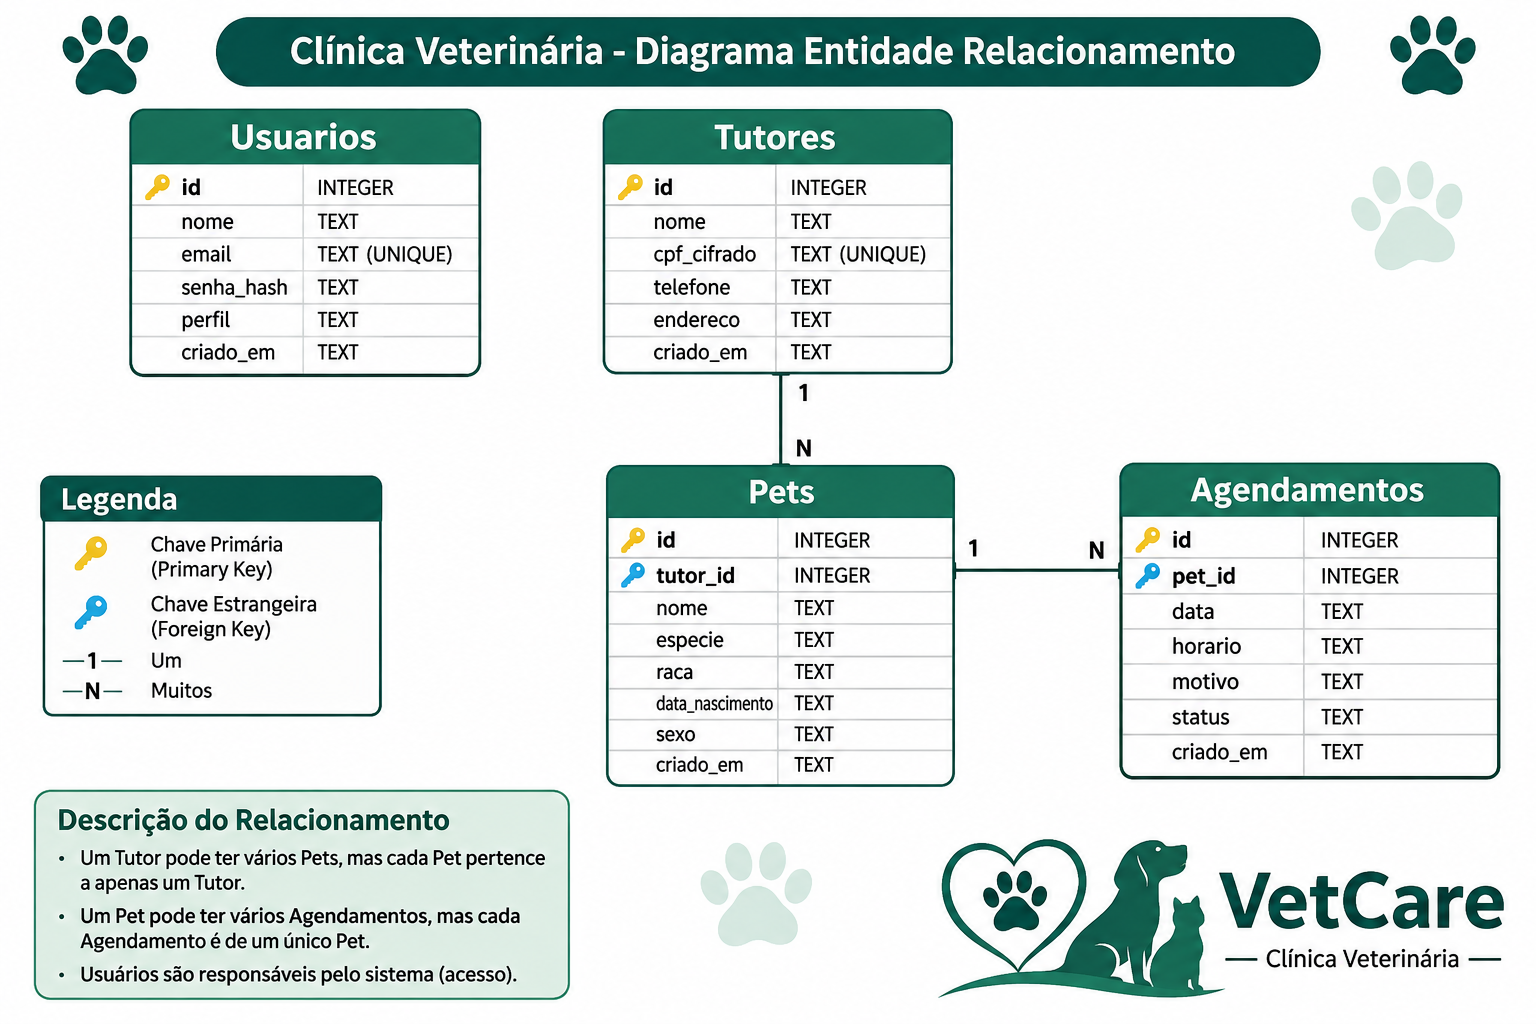 Clínica Veterinária - Diagrama Entidade Relacionamento
Usuarios
id INTEGER
nome TEXT
email TEXT (UNIQUE)
senha_hash TEXT
perfil TEXT
criado_em TEXT
Tutores
id INTEGER
nome TEXT
cpf_cifrado TEXT (UNIQUE)
telefone TEXT
endereco TEXT
criado_em TEXT
1
N
Pets
id INTEGER
tutor_id INTEGER
nome TEXT
especie TEXT
raca TEXT
data_nascimento TEXT
sexo TEXT
criado_em TEXT
1 N
Agendamentos
id INTEGER
pet_id INTEGER
data TEXT
horario TEXT
motivo TEXT
status TEXT
criado_em TEXT
Legenda
Chave Primária
(Primary Key)
Chave Estrangeira
(Foreign Key)
1 Um
N Muitos
Descrição do Relacionamento
• Um Tutor pode ter vários Pets, mas cada Pet pertence
a apenas um Tutor.
• Um Pet pode ter vários Agendamentos, mas cada
Agendamento é de um único Pet.
• Usuários são responsáveis pelo sistema (acesso).
VetCare
Clínica Veterinária